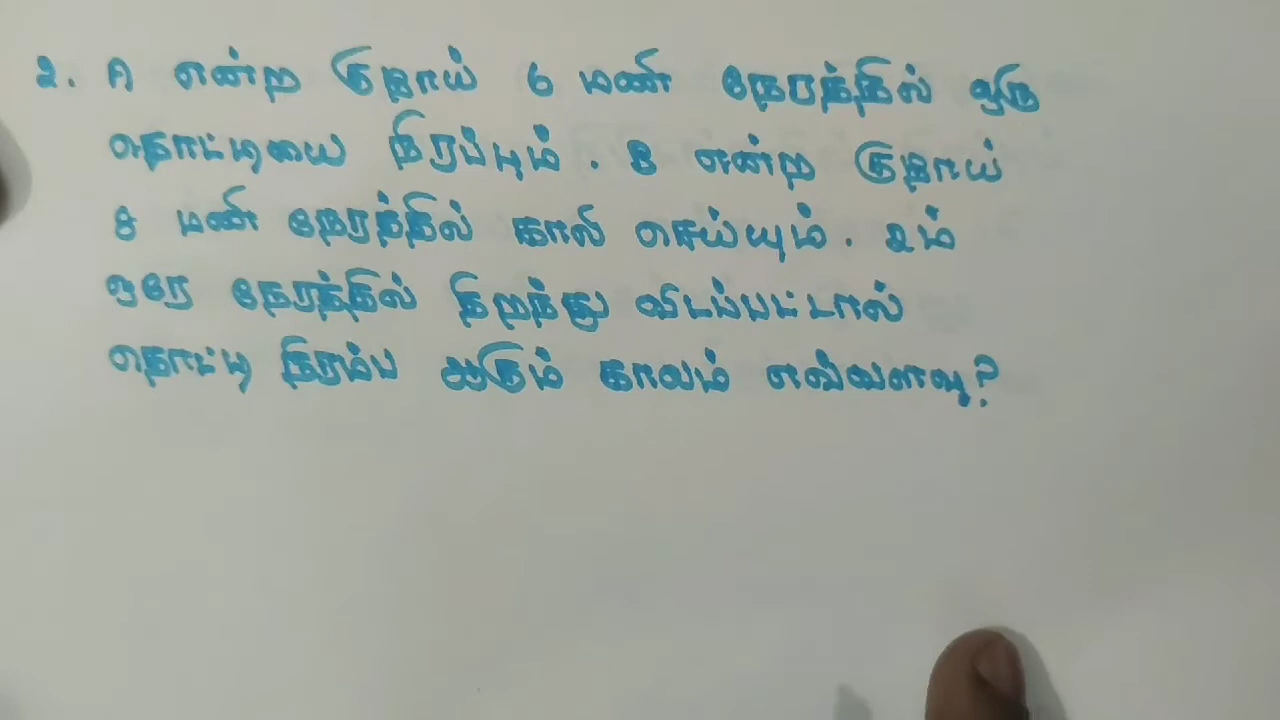 2. A என்ற குழாய் 6 மணி நேரத்தில் ஒரு
தொட்டியை நிரப்பும். B என்ற குழாய்
8 மணி நேரத்தில் காலி செய்யும். 2ம்
ஒரே நேரத்தில் திறந்து விடப்பட்டால்
தொட்டி நிரம்ப ஆகும் காலம் எவ்வளவு?